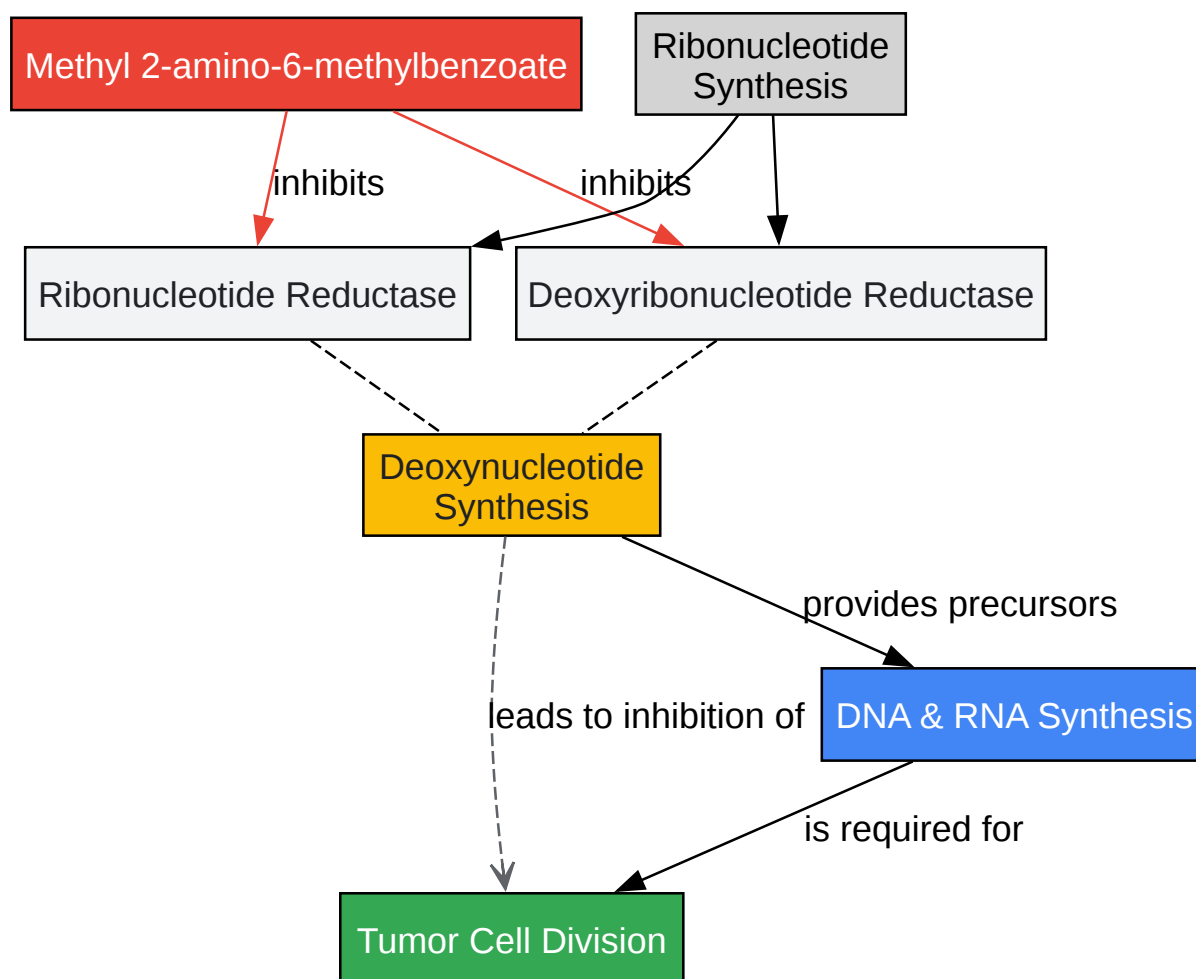 Methyl 2-amino-6-methylbenzoate
Ribonucleotide
Synthesis
inhibits
inhibits
Ribonucleotide Reductase
Deoxyribonucleotide Reductase
Deoxynucleotide
Synthesis
provides precursors
leads to inhibition of
DNA & RNA Synthesis
is required for
Tumor Cell Division